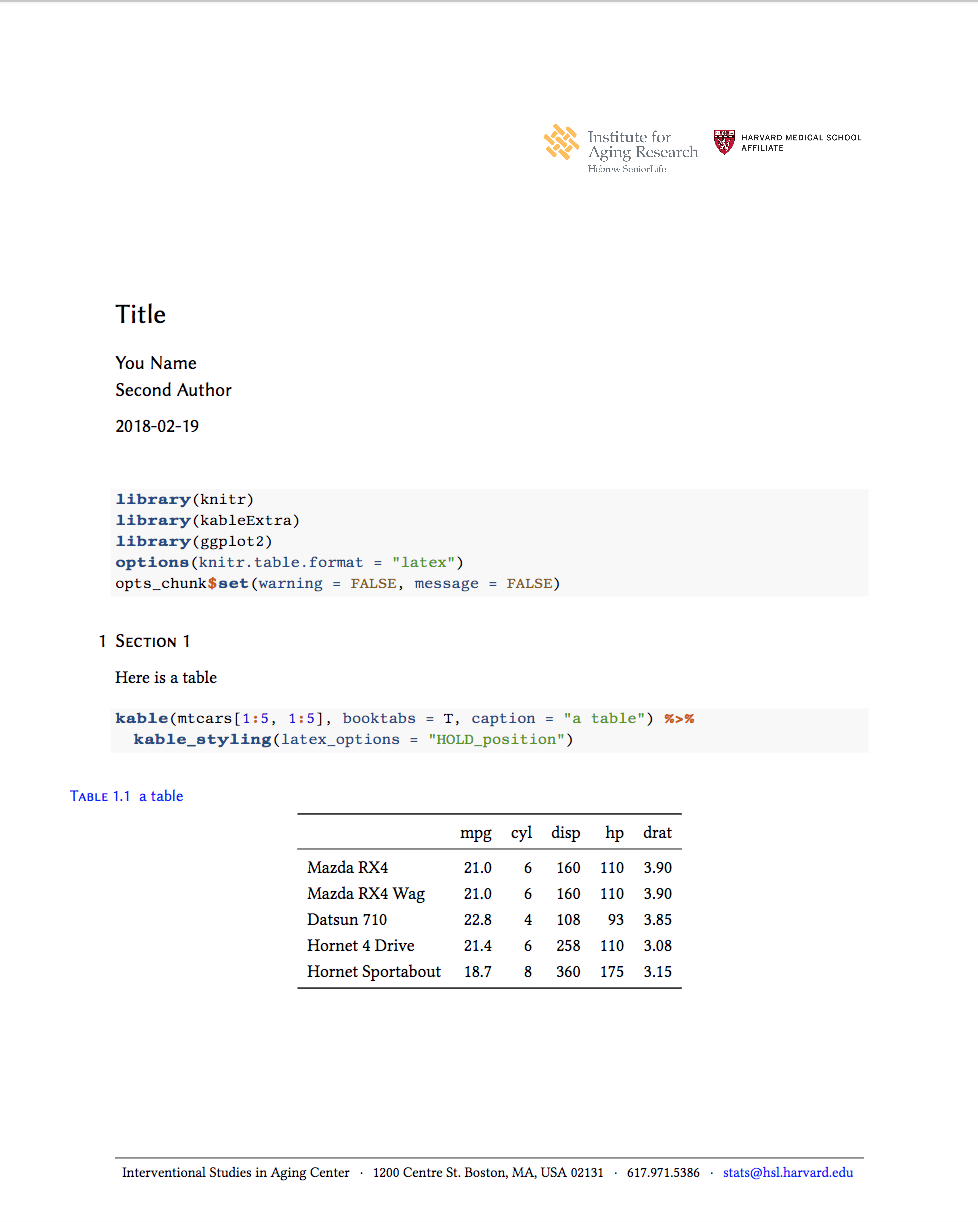 Institute for
Aging Research
Hebrew SeniorLife
HARVARD MEDICAL SCHOOL
AFFILIATE
Title
You Name
Second Author
2018-02-19
library(knitr)
library(kableExtra)
library(ggplot2)
options(knitr.table.format = "latex")
opts_chunk$set(warning = FALSE, message = FALSE)
1 SECTION 1
Here is a table
kable(mtcars[1:5, 1:5], booktabs = T, caption = "a table") %>%
kable_styling(latex_options = "HOLD_position")
TABLE 1.1 a table
mpg cyl disp hp drat
Mazda RX4 21.0 6 160 110 3.90
Mazda RX4 Wag 21.0 6 160 110 3.90
Datsun 710 22.8 4 108 93 3.85
Hornet 4 Drive 21.4 6 258 110 3.08
Hornet Sportabout 18.7 8 360 175 3.15
Interventional Studies in Aging Center · 1200 Centre St. Boston, MA, USA 02131 · 617.971.5386 · stats@hsl.harvard.edu